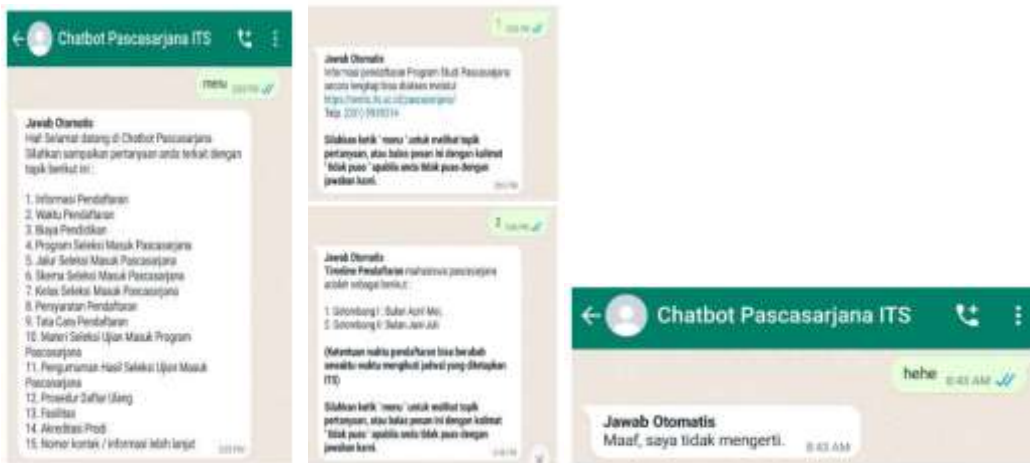 Chatbot Pascasarjana ITS
menu
Jawab Otomatis
Hai! Selamat datang di Chatbot Pascasarjana
Silahkan sampaikan pertanyaan anda terkait dengan
topik berikut ini :
1. Informasi Pendaftaran
2. Waktu Pendaftaran
3. Biaya Pendidikan
4. Program Seleksi Masuk Pascasarjana
5. Jalur Seleksi Masuk Pascasarjana
6. Skema Seleksi Masuk Pascasarjana
7. Kelas Seleksi Masuk Pascasarjana
8. Persyaratan Pendaftaran
9. Tata Cara Pendaftaran
10. Materi Seleksi Ujian Masuk Program
Pascasarjana
11. Pengumuman Hasil Seleksi Ujian Masuk
Pascasarjana
12. Prosedur Daftar Ulang
13. Fasilitas
14. Akreditasi Prodi
15. Nomor kontak / informasi lebih lanjut
1
Jawab Otomatis
Informasi pendaftaran Program Studi Pascasarjana
secara lengkap bisa diakses melalui
Telp.
Silahkan ketik "menu" untuk melihat topik
pertanyaan, atau balas pesan ini dengan kalimat
"tidak puas" apabila anda tidak puas dengan
jawaban kami.
2
Jawab Otomatis
Timeline Pendaftaran mahasiswa pascasarjana
adalah sebagai berikut :
1. Gelombang I : Bulan April Mei,
2. Gelombang II : Bulan Juni Juli
(Ketentuan waktu pendaftaran bisa berubah
sewaktu-waktu mengikuti jadwal yang ditetapkan
ITS)
Silahkan ketik "menu" untuk melihat topik
pertanyaan, atau balas pesan ini dengan kalimat
"tidak puas" apabila anda tidak puas dengan
jawaban kami.
Chatbot Pascasarjana ITS
hehe 8:43 AM
Jawab Otomatis
Maaf, saya tidak mengerti. 8:43 AM